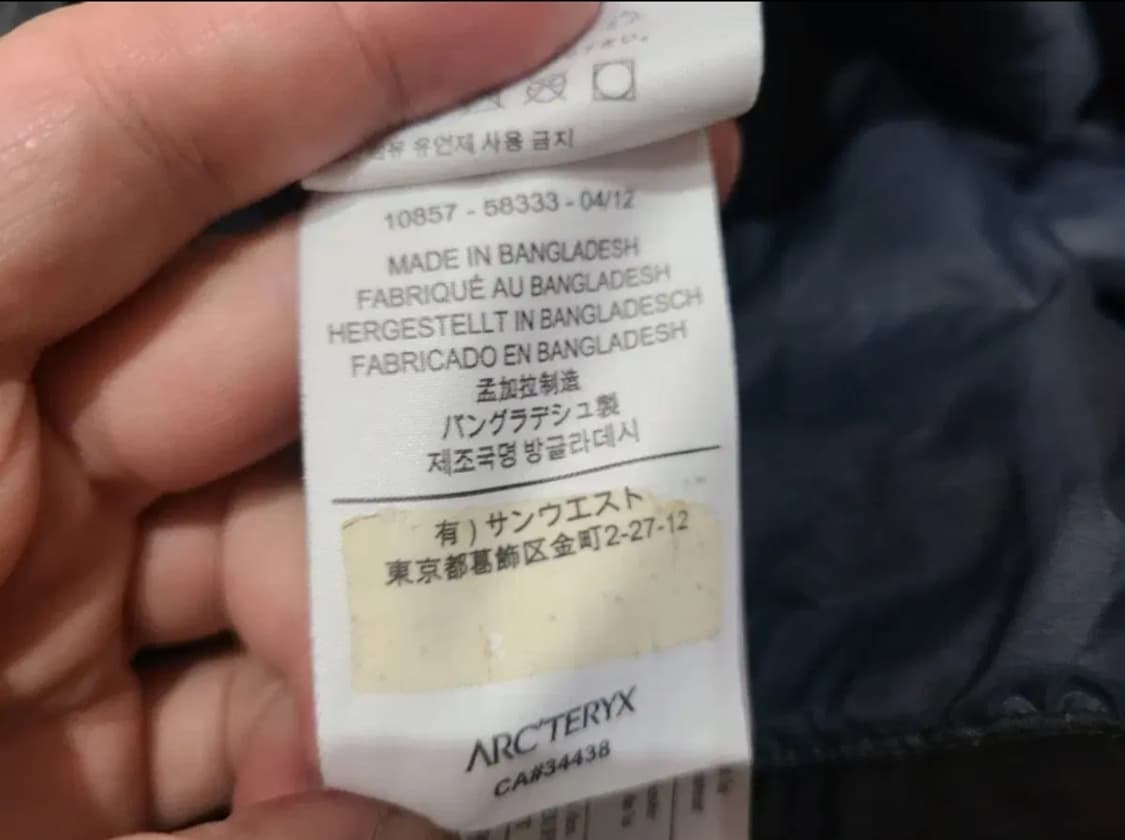 유연제 사용 금지
10857 - 58333 - 04/12
MADE IN BANGLADESH
FABRIQUÉ AU BANGLADESH
HERGESTELLT IN BANGLADESCH
FABRICADO EN BANGLADESH
孟加拉制造
バングラデシュ製
제조국명 방글라데시
有）サンウエスト
東京都葛飾区金町2-27-12
ARC'TERYX
CA#34438